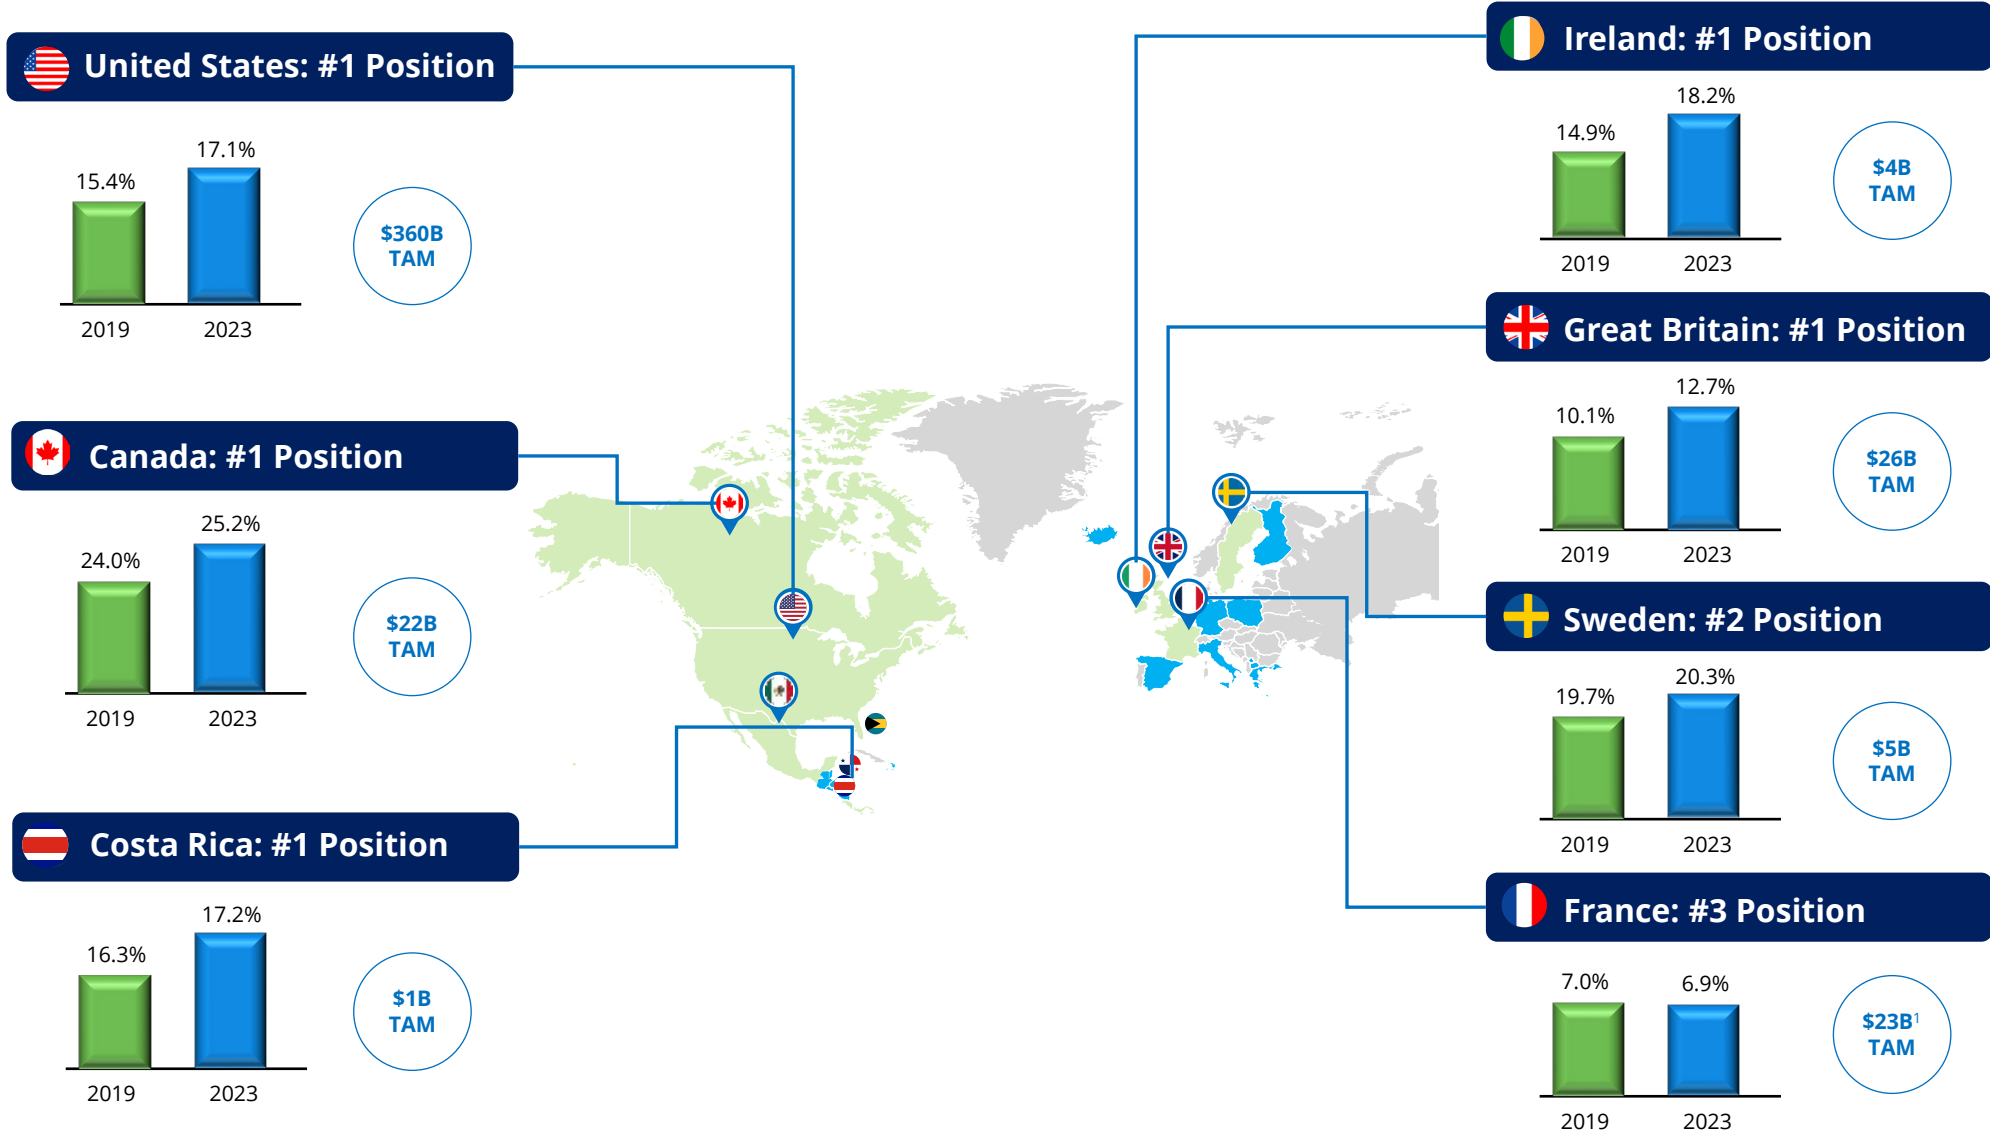 United States: #1 Position
15.4%
17.1%
$360B
TAM
2019
2023
Canada: #1 Position
24.0%
25.2%
$22B
TAM
2019
2023
Costa Rica: #1 Position
16.3%
17.2%
$1B
TAM
2019
2023
Ireland: #1 Position
14.9%
18.2%
$4B
TAM
2019
2023
Great Britain: #1 Position
10.1%
12.7%
$26B
TAM
2019
2023
Sweden: #2 Position
19.7%
20.3%
$5B
TAM
2019
2023
France: #3 Position
7.0%
6.9%
$23B¹
TAM
2019
2023